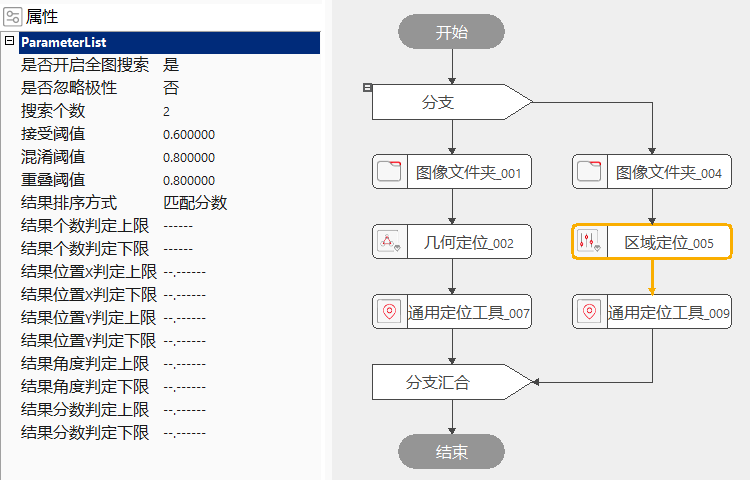 属性
ParameterList
是否开启全图搜索 是
是否忽略极性 否
搜索个数 2
接受阈值 0.600000
混淆阈值 0.800000
重叠阈值 0.800000
结果排序方式 匹配分数
结果个数判定上限 ------
结果个数判定下限 ------
结果位置X判定上限 --.------
结果位置X判定下限 --.------
结果位置Y判定上限 --.------
结果位置Y判定下限 --.------
结果角度判定上限 --.------
结果角度判定下限 --.------
结果分数判定上限 --.------
结果分数判定下限 --.------
开始
分支
图像文件夹_001
图像文件夹_004
几何定位_002
区域定位_005
通用定位工具_007
通用定位工具_009
分支汇合
结束